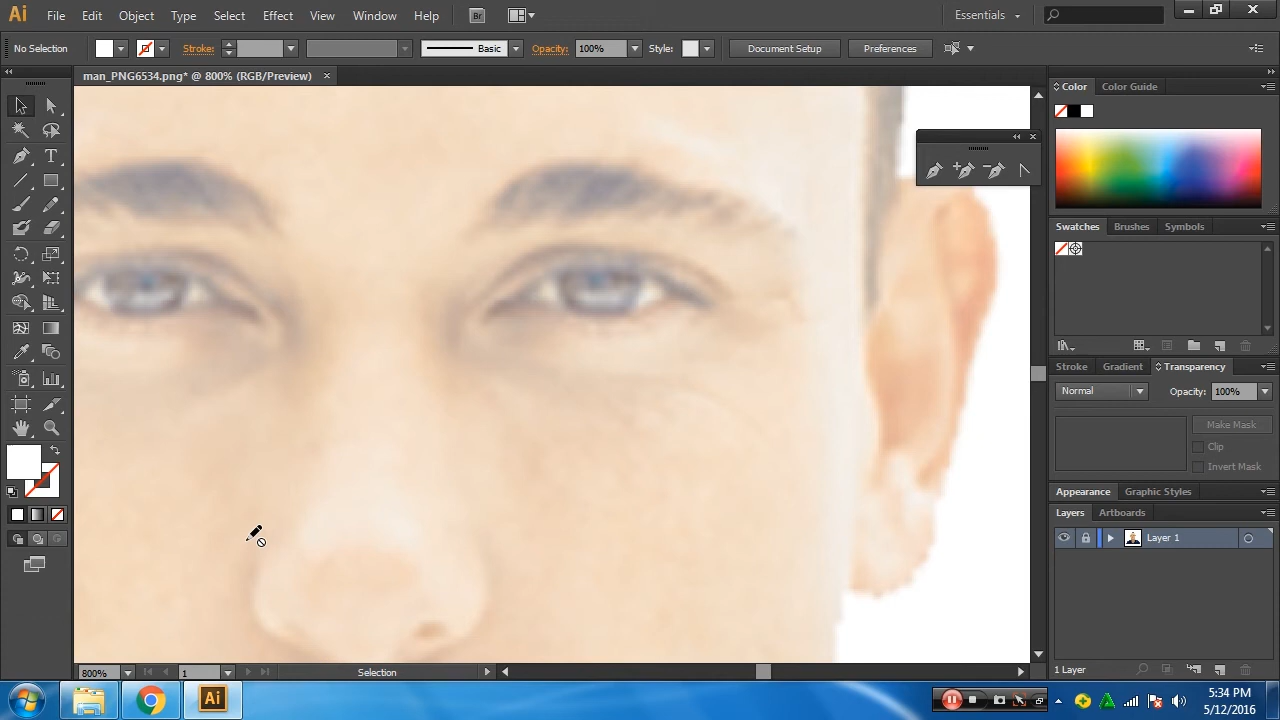 Ai File Edit Object Type Select Effect View Window Help Br Essentials
No Selection Stroke: Basic Opacity: 100% Style: Document Setup Preferences
man_PNG6534.png* @ 800% (RGB/Preview)
Color Color Guide
Swatches Brushes Symbols
Stroke Gradient Transparency
Normal Opacity: 100%
Make Mask
Clip
Invert Mask
Appearance Graphic Styles
Layers Artboards
Layer 1
800% 1 Selection 1 Layer
Ai
5:34 PM
5/12/2016